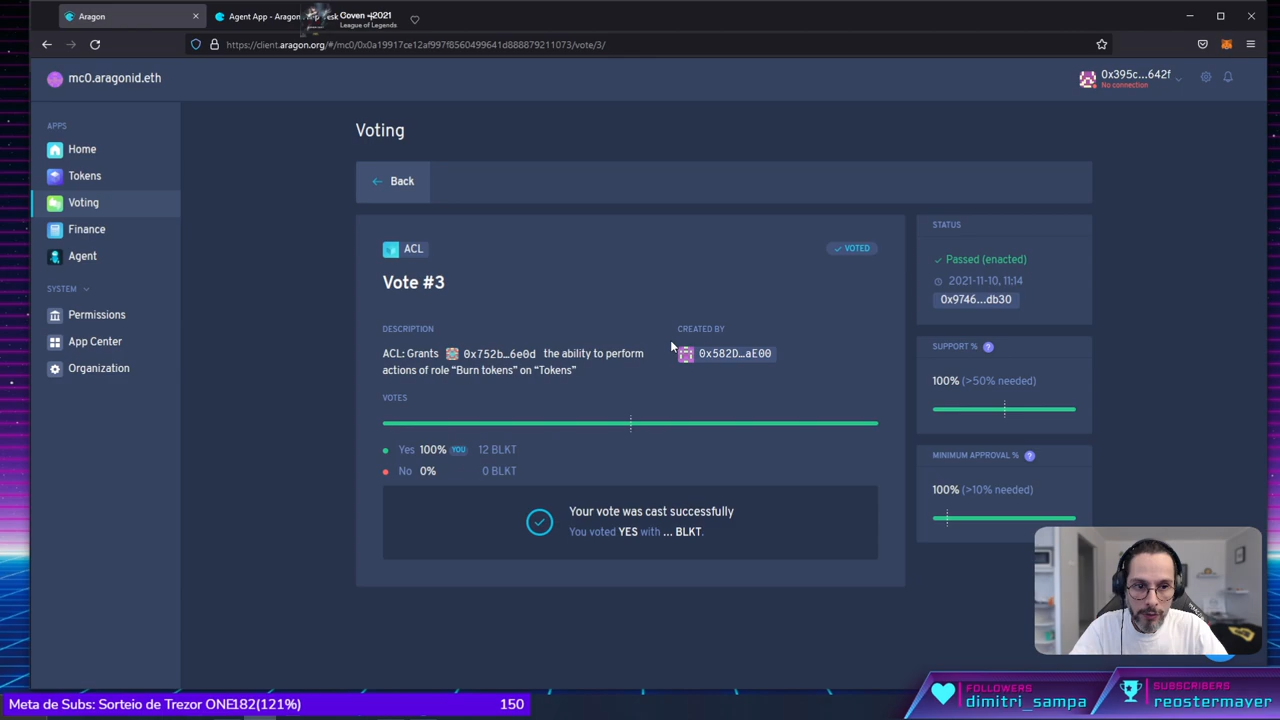 Aragon
Agent App - Aragon
esk
Coven -|2021
League of Legends
https://client.aragon.org/#/mc0/0x0a19917ce12af997f8560499641d888879211073/vote/3/
mc0.aragonid.eth
0x395c…642f
No connection
APPS
Home
Tokens
Voting
Finance
Agent
SYSTEM
Permissions
App Center
Organization
Voting
Back
ACL
VOTED
Vote #3
DESCRIPTION
ACL: Grants 0x752b…6e0d the ability to perform
actions of role “Burn tokens” on “Tokens”
CREATED BY
0x582D…aE00
VOTES
Yes 100% YOU 12 BLKT
No 0% 0 BLKT
Your vote was cast successfully
You voted YES with ... BLKT.
STATUS
Passed (enacted)
2021-11-10, 11:14
0x9746…db30
SUPPORT % ?
100% (>50% needed)
MINIMUM APPROVAL % ?
100% (>10% needed)
Meta de Subs: Sorteio de Trezor ONE182(121%) 150
FOLLOWERS
dimitri_sampa
SUBSCRIBERS
reostermayer